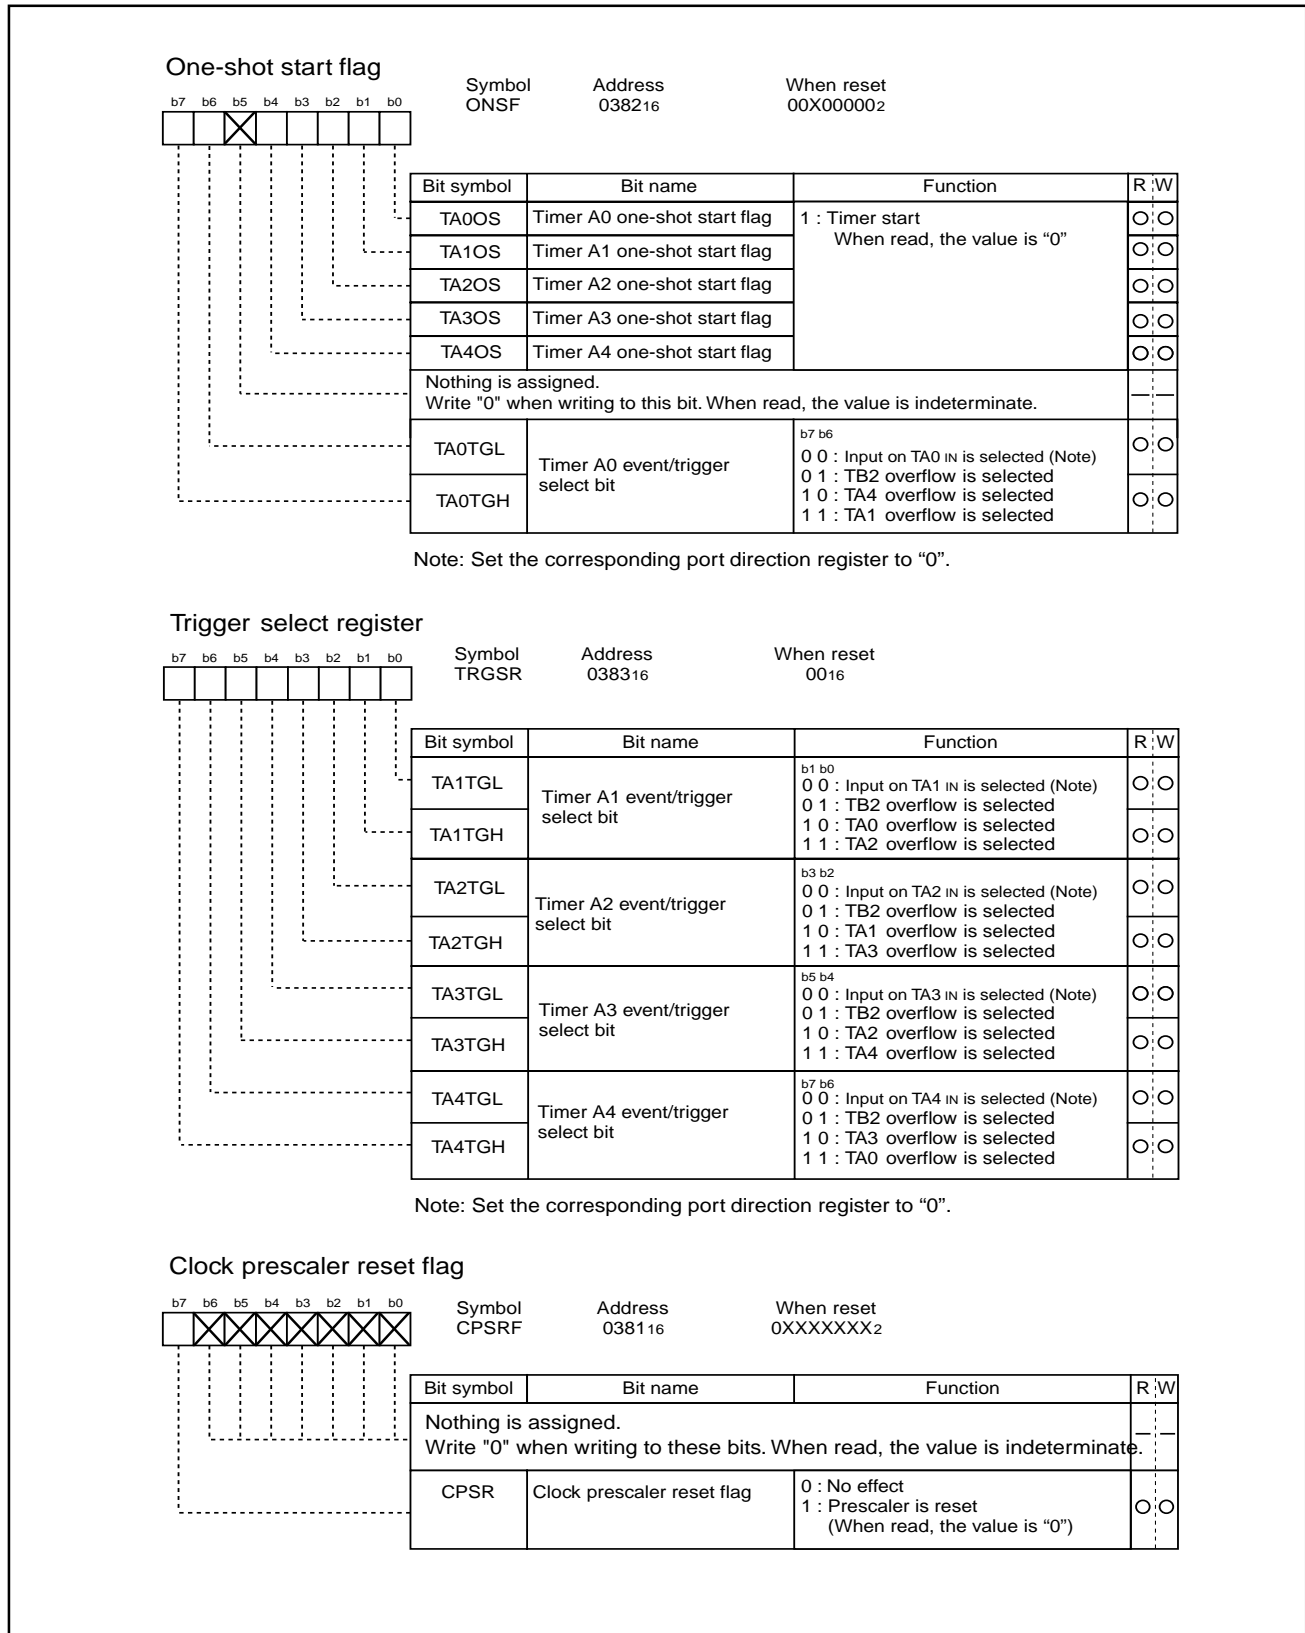 One-shot start flag
Symbol Address When reset
ONSF 038216 00X000002
b7 b6 b5 b4 b3 b2 b1 b0
Bit symbol Bit name Function R W
TA0OS Timer A0 one-shot start flag 1 : Timer start
When read, the value is “0”
TA1OS Timer A1 one-shot start flag
TA2OS Timer A2 one-shot start flag
TA3OS Timer A3 one-shot start flag
TA4OS Timer A4 one-shot start flag
Nothing is assigned.
Write "0" when writing to this bit. When read, the value is indeterminate.
TA0TGL
TA0TGH
Timer A0 event/trigger
select bit
b7 b6
0 0 : Input on TA0 IN is selected (Note)
0 1 : TB2 overflow is selected
1 0 : TA4 overflow is selected
1 1 : TA1 overflow is selected
Note: Set the corresponding port direction register to “0”.
Trigger select register
Symbol Address When reset
TRGSR 038316 0016
b7 b6 b5 b4 b3 b2 b1 b0
Bit symbol Bit name Function R W
TA1TGL
TA1TGH
Timer A1 event/trigger
select bit
b1 b0
0 0 : Input on TA1 IN is selected (Note)
0 1 : TB2 overflow is selected
1 0 : TA0 overflow is selected
1 1 : TA2 overflow is selected
TA2TGL
TA2TGH
Timer A2 event/trigger
select bit
b3 b2
0 0 : Input on TA2 IN is selected (Note)
0 1 : TB2 overflow is selected
1 0 : TA1 overflow is selected
1 1 : TA3 overflow is selected
TA3TGL
TA3TGH
Timer A3 event/trigger
select bit
b5 b4
0 0 : Input on TA3 IN is selected (Note)
0 1 : TB2 overflow is selected
1 0 : TA2 overflow is selected
1 1 : TA4 overflow is selected
TA4TGL
TA4TGH
Timer A4 event/trigger
select bit
b7 b6
0 0 : Input on TA4 IN is selected (Note)
0 1 : TB2 overflow is selected
1 0 : TA3 overflow is selected
1 1 : TA0 overflow is selected
Note: Set the corresponding port direction register to “0”.
Clock prescaler reset flag
Symbol Address When reset
CPSRF 038116 0XXXXXXX2
b7 b6 b5 b4 b3 b2 b1 b0
Bit symbol Bit name Function R W
Nothing is assigned.
Write "0" when writing to these bits. When read, the value is indeterminate.
CPSR Clock prescaler reset flag 0 : No effect
1 : Prescaler is reset
(When read, the value is “0”)